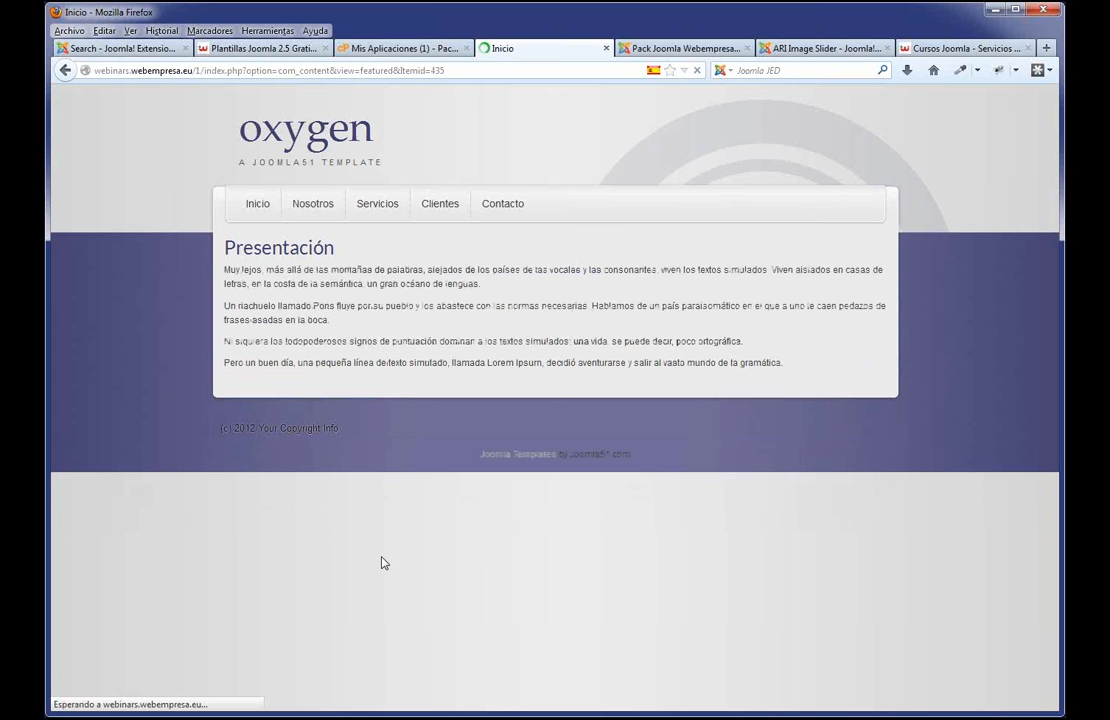 Inicio - Mozilla Firefox
Archivo Editar Ver Historial Marcadores Herramientas Ayuda
Search - Joomla! Extensio... Plantillas Joomla 2.5 Grati... Mis Aplicaciones (1) - Pac... Inicio Pack Joomla Webempresa... ARI Image Slider - Joomla!... Cursos Joomla - Servicios ...
webinars.webempresa.eu/1/index.php?option=com_content&view=featured&Itemid=435 Joomla JED
oxygen
A JOOMLA51 TEMPLATE
Inicio Nosotros Servicios Clientes Contacto
Presentación
Muy lejos, más allá de las montañas de palabras, alejados de los países de las vocales y las consonantes, viven los textos simulados. Viven aislados en casas de
letras, en la costa de la semántica, un gran océano de lenguas.
Un riachuelo llamado Pons fluye por su pueblo y los abastece con las normas necesarias. Hablamos de un país paraisomático en el que a uno le caen pedazos de
frases asadas en la boca.
Ni siquiera los todopoderosos signos de puntuación dominan a los textos simulados; una vida, se puede decir, poco ortográfica.
Pero un buen día, una pequeña línea de texto simulado, llamada Lorem Ipsum, decidió aventurarse y salir al vasto mundo de la gramática.
(c) 2012 Your Copyright Info
Joomla Templates by Joomla51.com
Esperando a webinars.webempresa.eu...